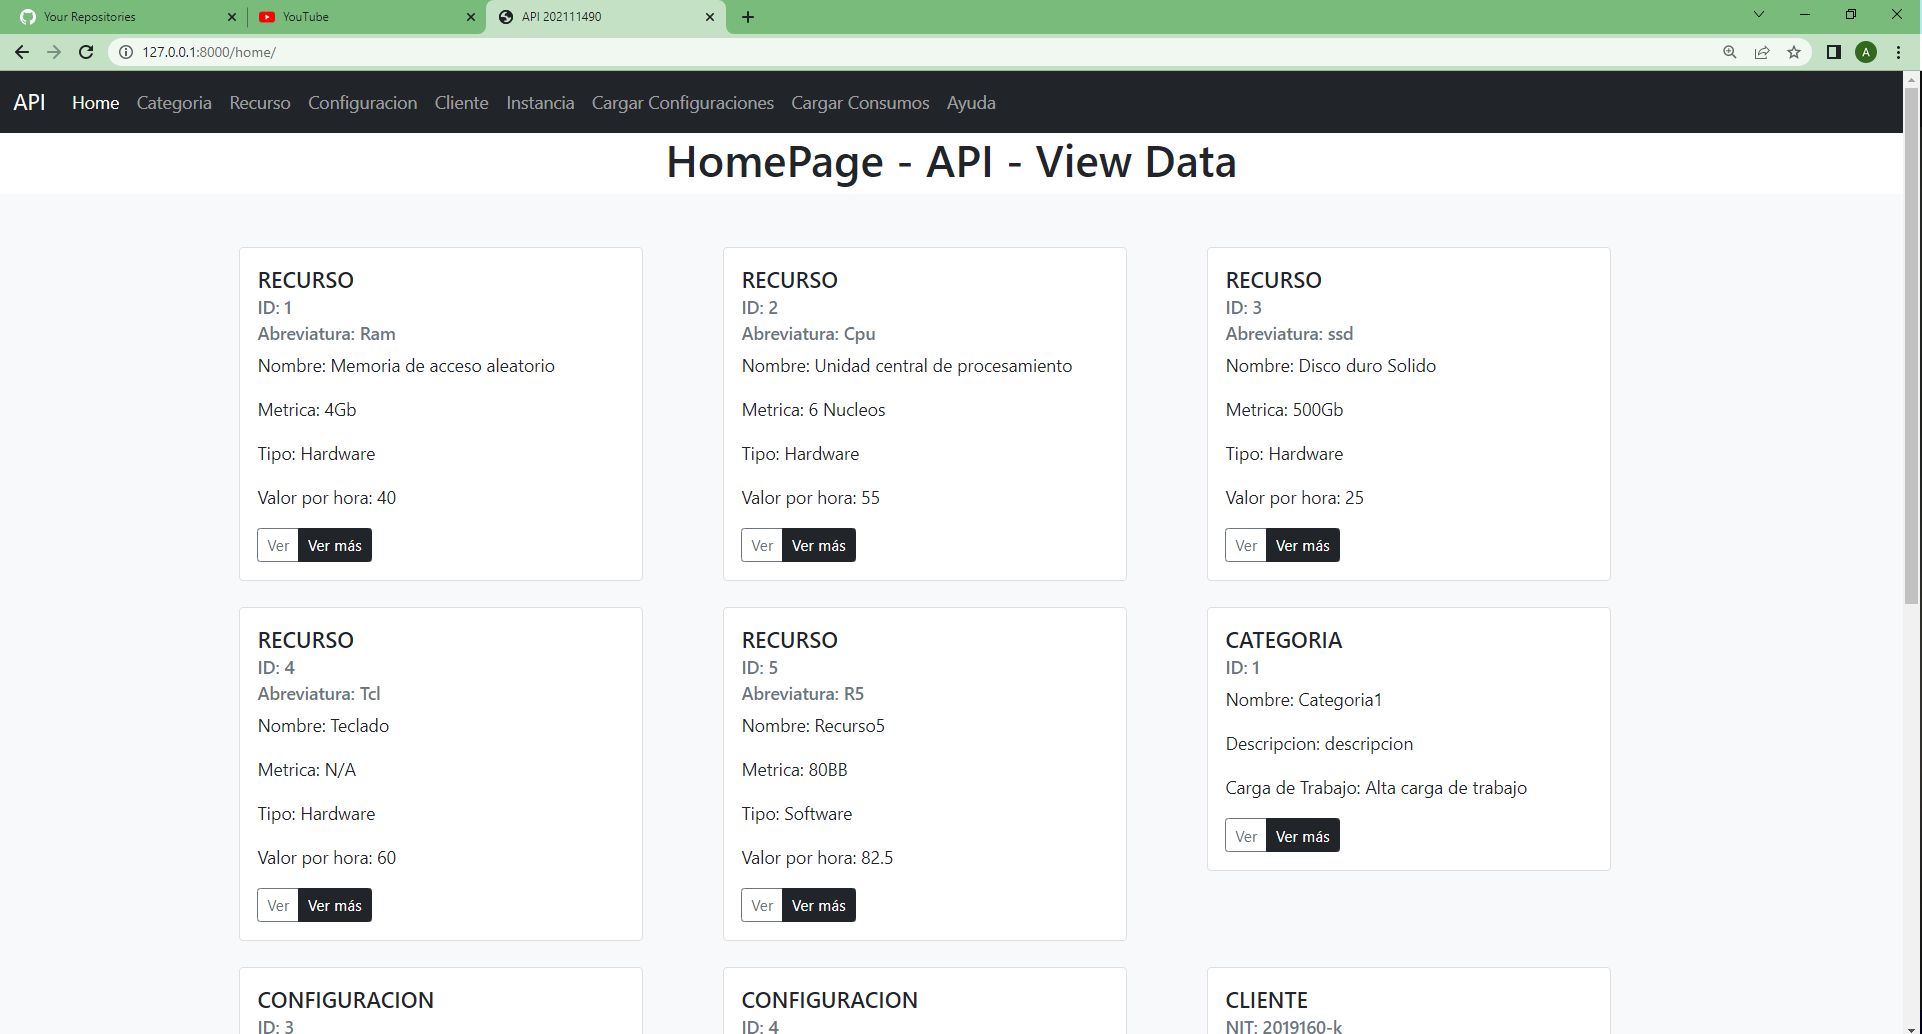 Your Repositories
YouTube
API 202111490
127.0.0.1:8000/home/
A
API Home Categoria Recurso Configuracion Cliente Instancia Cargar Configuraciones Cargar Consumos Ayuda
HomePage - API - View Data
RECURSO
ID: 1
Abreviatura: Ram
Nombre: Memoria de acceso aleatorio
Metrica: 4Gb
Tipo: Hardware
Valor por hora: 40
Ver Ver más
RECURSO
ID: 2
Abreviatura: Cpu
Nombre: Unidad central de procesamiento
Metrica: 6 Nucleos
Tipo: Hardware
Valor por hora: 55
Ver Ver más
RECURSO
ID: 3
Abreviatura: ssd
Nombre: Disco duro Solido
Metrica: 500Gb
Tipo: Hardware
Valor por hora: 25
Ver Ver más
RECURSO
ID: 4
Abreviatura: Tcl
Nombre: Teclado
Metrica: N/A
Tipo: Hardware
Valor por hora: 60
Ver Ver más
RECURSO
ID: 5
Abreviatura: R5
Nombre: Recurso5
Metrica: 80BB
Tipo: Software
Valor por hora: 82.5
Ver Ver más
CATEGORIA
ID: 1
Nombre: Categoria1
Descripcion: descripcion
Carga de Trabajo: Alta carga de trabajo
Ver Ver más
CONFIGURACION
ID: 3
CONFIGURACION
ID: 4
CLIENTE
NIT: 2019160-k